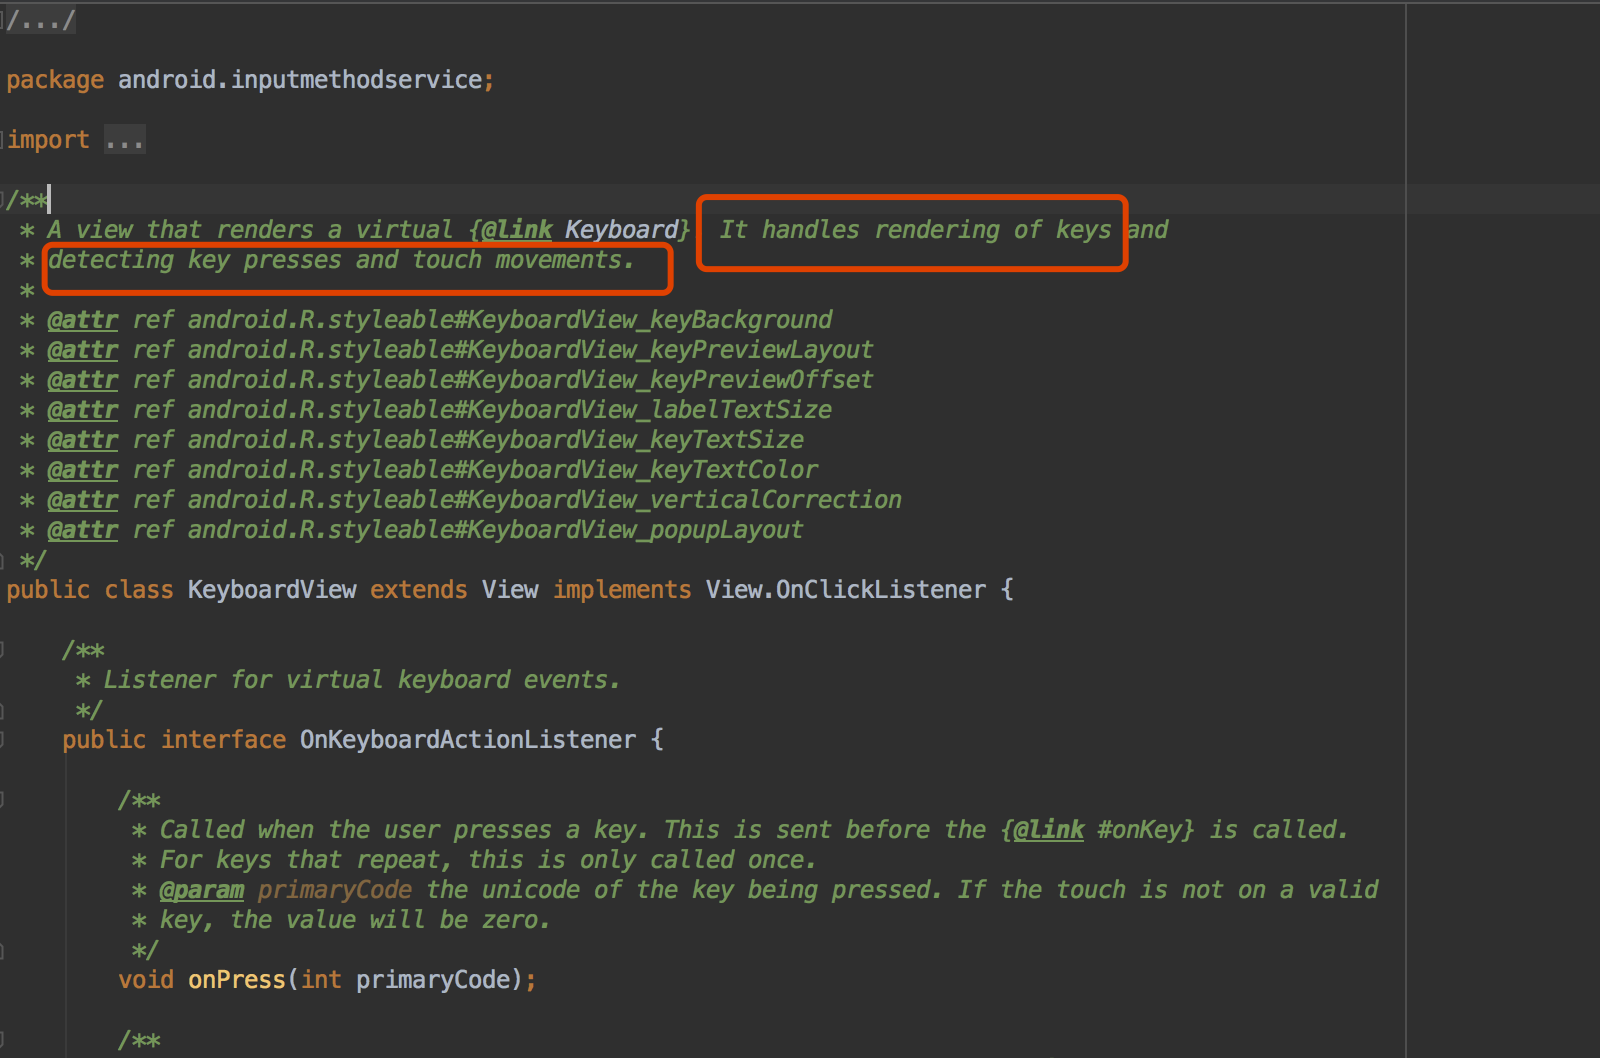 /.../
package android.inputmethodservice;
import ...
/**
* A view that renders a virtual {@link Keyboard} It handles rendering of keys and
* detecting key presses and touch movements.
*
* @attr ref android.R.styleable#KeyboardView_keyBackground
* @attr ref android.R.styleable#KeyboardView_keyPreviewLayout
* @attr ref android.R.styleable#KeyboardView_keyPreviewOffset
* @attr ref android.R.styleable#KeyboardView_labelTextSize
* @attr ref android.R.styleable#KeyboardView_keyTextSize
* @attr ref android.R.styleable#KeyboardView_keyTextColor
* @attr ref android.R.styleable#KeyboardView_verticalCorrection
* @attr ref android.R.styleable#KeyboardView_popupLayout
*/
public class KeyboardView extends View implements View.OnClickListener {
/**
* Listener for virtual keyboard events.
*/
public interface OnKeyboardActionListener {
/**
* Called when the user presses a key. This is sent before the {@link #onKey} is called.
* For keys that repeat, this is only called once.
* @param primaryCode the unicode of the key being pressed. If the touch is not on a valid
* key, the value will be zero.
*/
void onPress(int primaryCode);
/**